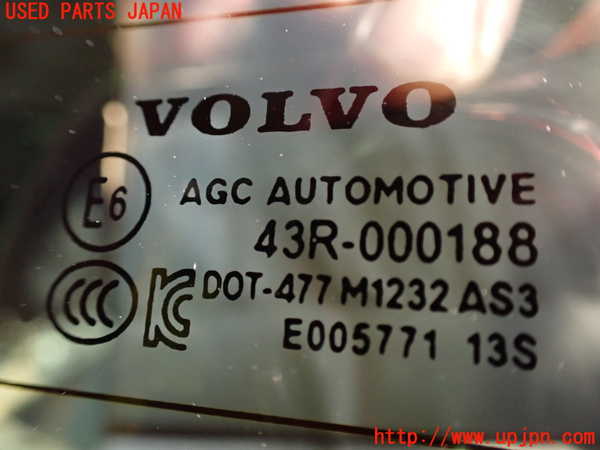 USED PARTS JAPAN
VOLVO
E6 AGC AUTOMOTIVE
43R-000188
CCC KC DOT-477 M1232 AS3
E005771 13S
http://www.upjpn.com/